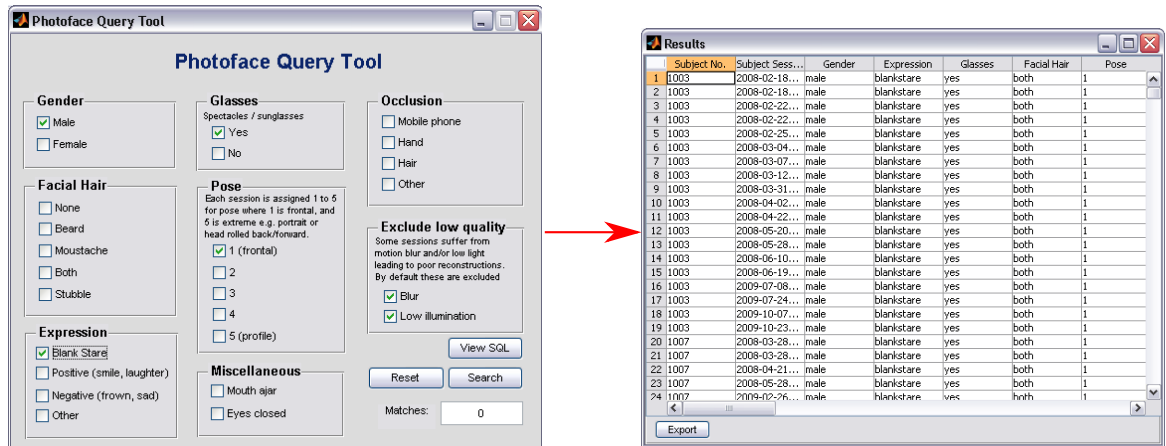 Photoface Query Tool
Photoface Query Tool
Gender
Male
Female
Facial Hair
None
Beard
Moustache
Both
Stubble
Expression
Blank Stare
Positive (smile, laughter)
Negative (frown, sad)
Other
Glasses
Spectacles / sunglasses
Yes
No
Pose
Each session is assigned 1 to 5
for pose where 1 is frontal, and
5 is extreme e.g. portrait or
head rolled back/forward.
1 (frontal)
2
3
4
5 (profile)
Miscellaneous
Mouth ajar
Eyes closed
Occlusion
Mobile phone
Hand
Hair
Other
Exclude low quality
Some sessions suffer from
motion blur and/or low light
leading to poor reconstructions.
By default these are excluded
Blur
Low illumination
View SQL
Reset Search
Matches: 0
Results
Subject No. Subject Sess... Gender Expression Glasses Facial Hair Pose
1 1003 2008-02-18... male blankstare yes both 1
2 1003 2008-02-18... male blankstare yes both 1
3 1003 2008-02-22... male blankstare yes both 1
4 1003 2008-02-22... male blankstare yes both 1
5 1003 2008-02-25... male blankstare yes both 1
6 1003 2008-03-04... male blankstare yes both 1
7 1003 2008-03-07... male blankstare yes both 1
8 1003 2008-03-12... male blankstare yes both 1
9 1003 2008-03-31... male blankstare yes both 1
10 1003 2008-04-02... male blankstare yes both 1
11 1003 2008-04-22... male blankstare yes both 1
12 1003 2008-05-20... male blankstare yes both 1
13 1003 2008-05-28... male blankstare yes both 1
14 1003 2008-06-10... male blankstare yes both 1
15 1003 2008-06-19... male blankstare yes both 1
16 1003 2009-07-08... male blankstare yes both 1
17 1003 2009-07-24... male blankstare yes both 1
18 1003 2009-10-07... male blankstare yes both 1
19 1003 2009-10-23... male blankstare yes both 1
20 1007 2008-03-28... male blankstare yes both 1
21 1007 2008-03-28... male blankstare yes both 1
22 1007 2008-04-21... male blankstare yes both 1
23 1007 2008-05-28... male blankstare yes both 1
24 1007 2009-02-26... male blankstare yes both 1
Export